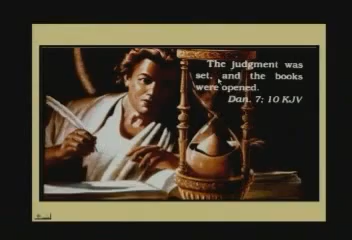 The judgment was
set, and the books
were opened.
Dan. 7: 10 KJV